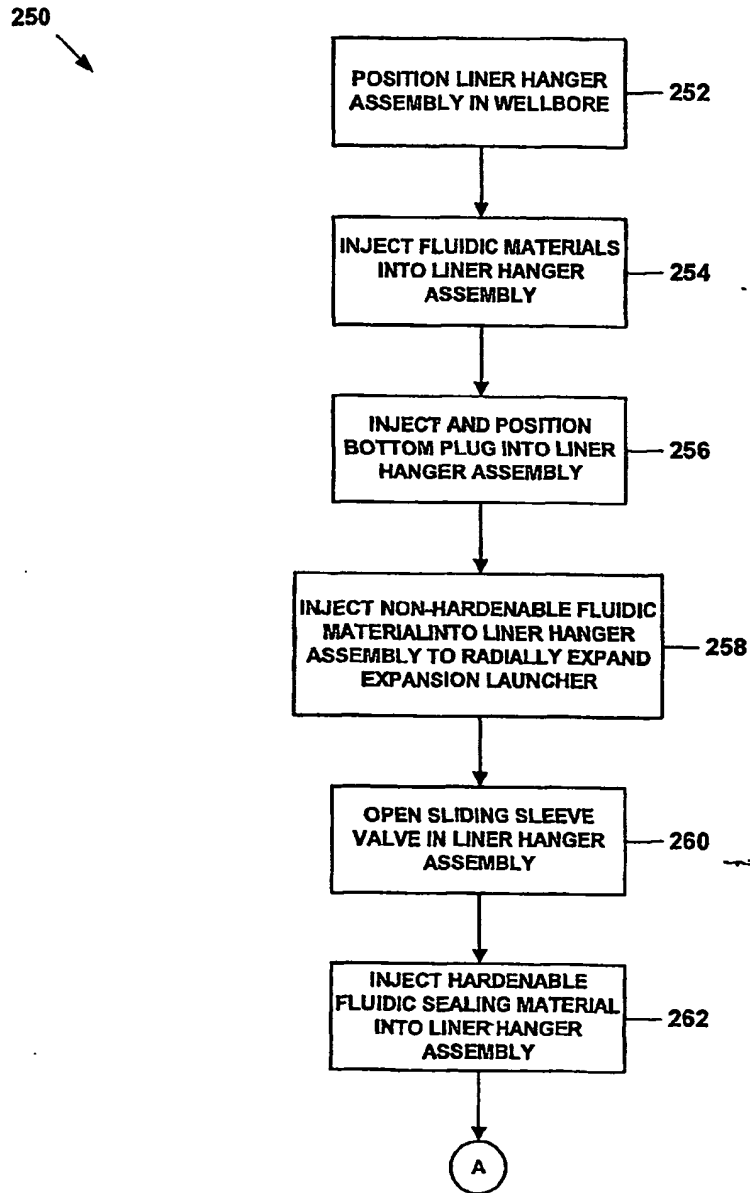 250
POSITION LINER HANGER
ASSEMBLY IN WELLBORE
252
INJECT FLUIDIC MATERIALS
INTO LINER HANGER
ASSEMBLY
254
INJECT AND POSITION
BOTTOM PLUG INTO LINER
HANGER ASSEMBLY
256
INJECT NON-HARDENABLE FLUIDIC
MATERIALINTO LINER HANGER
ASSEMBLY TO RADIALLY EXPAND
EXPANSION LAUNCHER
258
OPEN SLIDING SLEEVE
VALVE IN LINER HANGER
ASSEMBLY
260
INJECT HARDENABLE
FLUIDIC SEALING MATERIAL
INTO LINER HANGER
ASSEMBLY
262
A